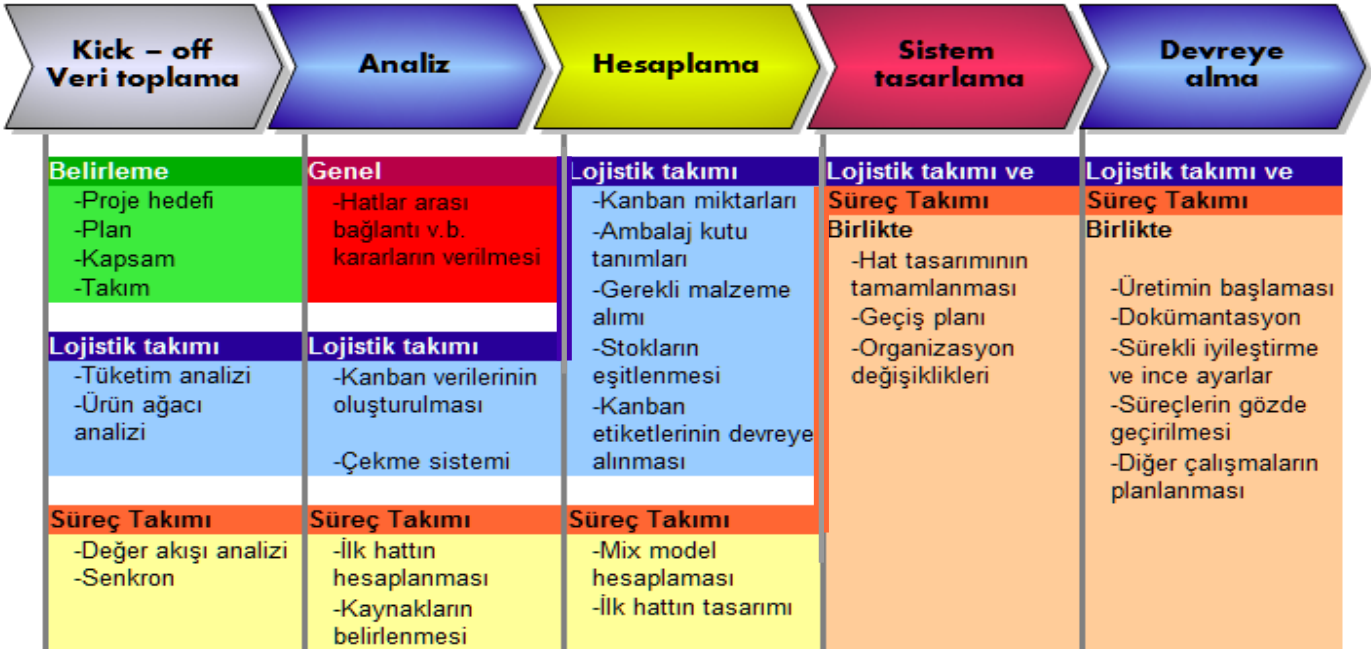 Kick – off
Veri toplama
Analiz
Hesaplama
Sistem
tasarlama
Devreye
alma
Belirleme
-Proje hedefi
-Plan
-Kapsam
-Takım
Lojistik takımı
-Tüketim analizi
-Ürün ağacı
analizi
Süreç Takımı
-Değer akışı analizi
-Senkron
Genel
-Hatlar arası
bağlantı v.b.
kararların verilmesi
Lojistik takımı
-Kanban verilerinin
oluşturulması
-Çekme sistemi
Süreç Takımı
-İlk hattın
hesaplanması
-Kaynakların
belirlenmesi
Lojistik takımı
-Kanban miktarları
-Ambalaj kutu
tanımları
-Gerekli malzeme
alımı
-Stokların
eşitlenmesi
-Kanban
etiketlerinin devreye
alınması
Süreç Takımı
-Mix model
hesaplaması
-İlk hattın tasarımı
Lojistik takımı ve
Süreç Takımı
Birlikte
-Hat tasarımının
tamamlanması
-Geçiş planı
-Organizasyon
değişiklikleri
Lojistik takımı ve
Süreç Takımı
Birlikte
-Üretimin başlaması
-Dokümantasyon
-Sürekli iyileştirme
ve ince ayarlar
-Süreçlerin gözde
geçirilmesi
-Diğer çalışmaların
planlanması